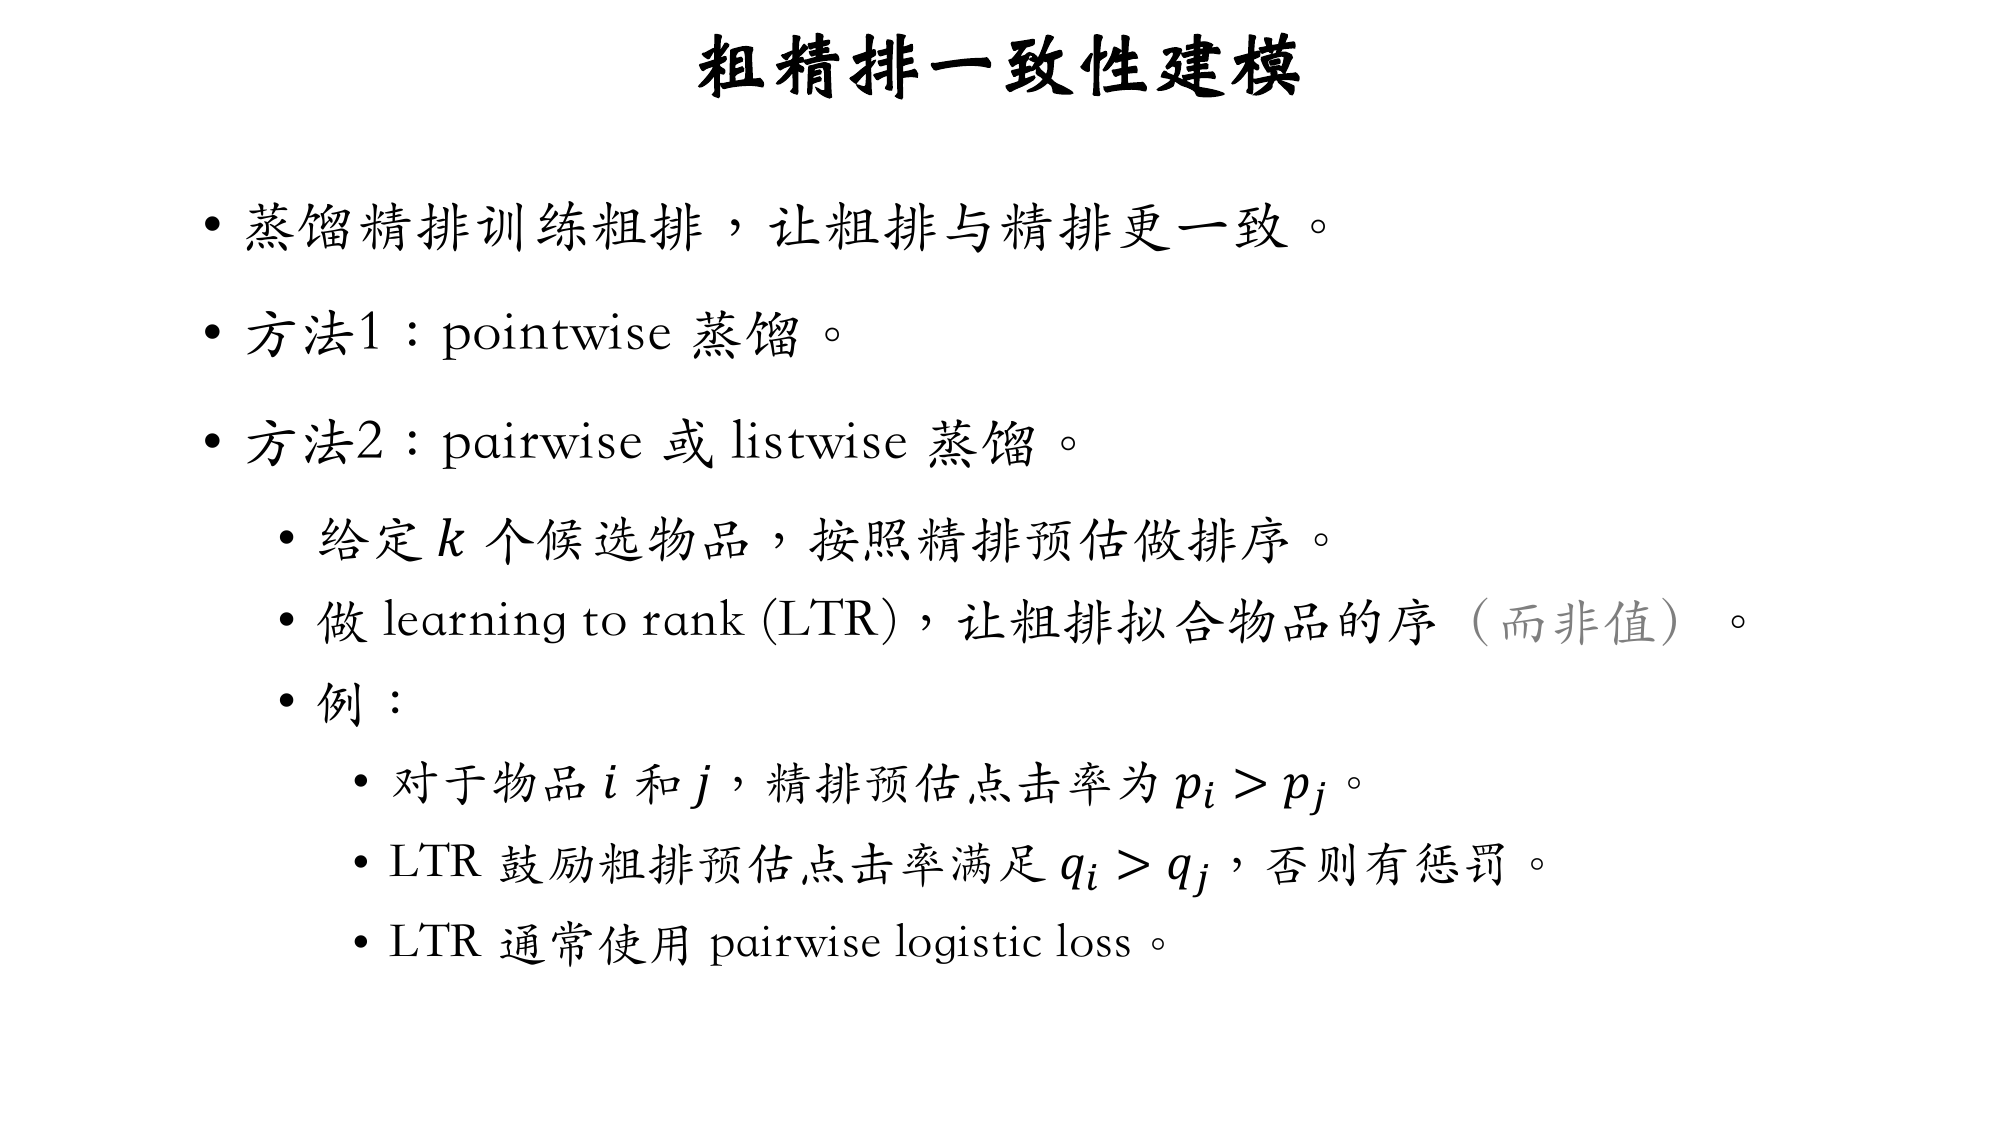 粗精排一致性建模
• 蒸馏精排训练粗排，让粗排与精排更一致。
• 方法1：pointwise 蒸馏。
• 方法2：pairwise 或 listwise 蒸馏。
• 给定 k 个候选物品，按照精排预估做排序。
• 做 learning to rank (LTR)，让粗排拟合物品的序（而非值）。
• 例：
• 对于物品 i 和 j，精排预估点击率为 pᵢ > pⱼ。
• LTR 鼓励粗排预估点击率满足 qᵢ > qⱼ，否则有惩罚。
• LTR 通常使用 pairwise logistic loss。